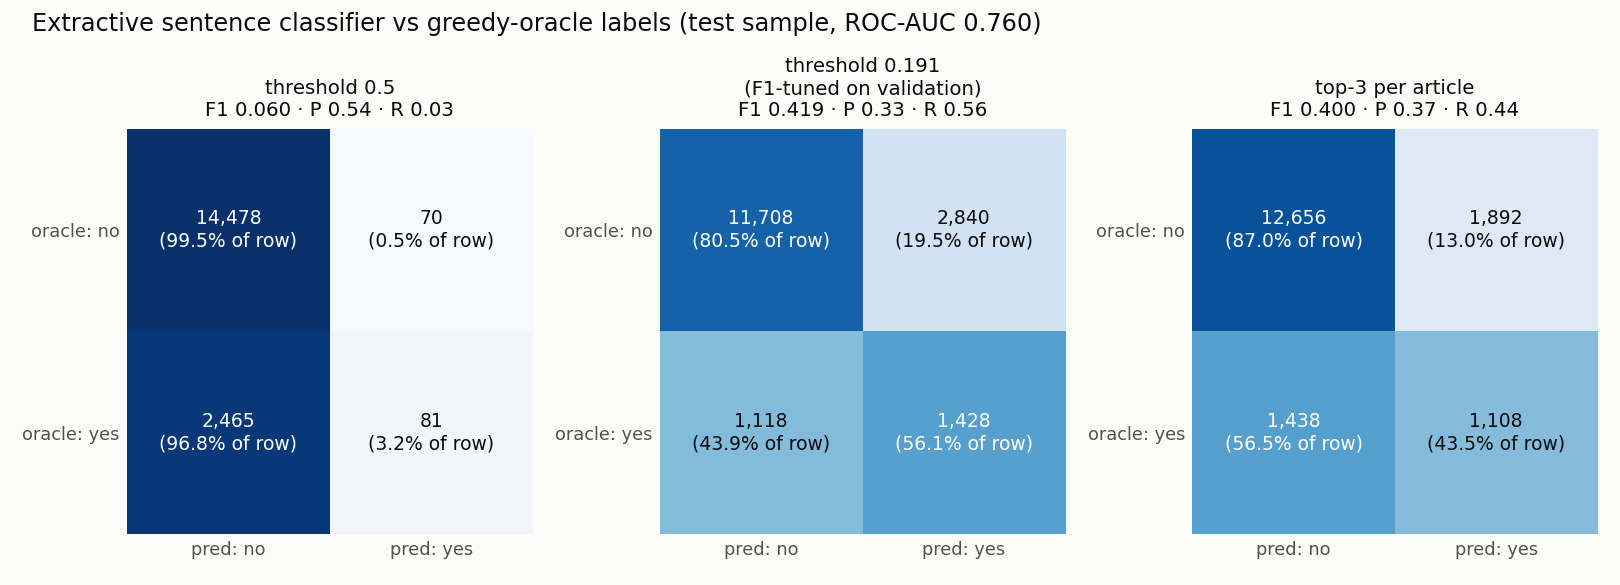 Extractive sentence classifier vs greedy-oracle labels (test sample, ROC-AUC 0.760)
threshold 0.5
F1 0.060 · P 0.54 · R 0.03
oracle: no
14,478
(99.5% of row)
70
(0.5% of row)
oracle: yes
2,465
(96.8% of row)
81
(3.2% of row)
pred: no
pred: yes
threshold 0.191
(F1-tuned on validation)
F1 0.419 · P 0.33 · R 0.56
oracle: no
11,708
(80.5% of row)
2,840
(19.5% of row)
oracle: yes
1,118
(43.9% of row)
1,428
(56.1% of row)
pred: no
pred: yes
top-3 per article
F1 0.400 · P 0.37 · R 0.44
oracle: no
12,656
(87.0% of row)
1,892
(13.0% of row)
oracle: yes
1,438
(56.5% of row)
1,108
(43.5% of row)
pred: no
pred: yes